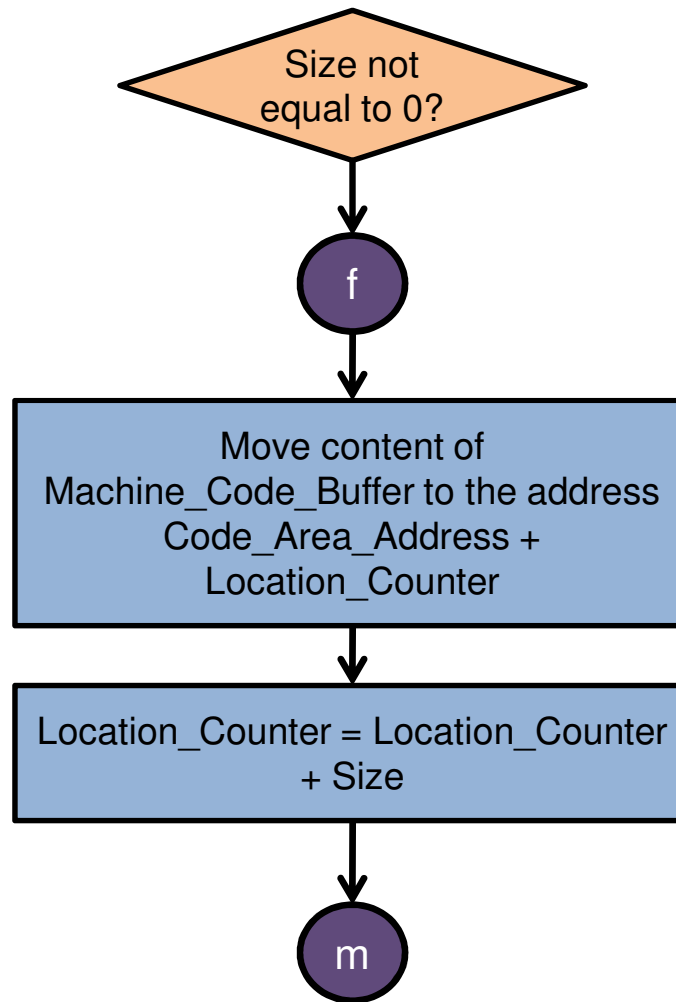 Size not
equal to 0?
f
Move content of
Machine_Code_Buffer to the address
Code_Area_Address +
Location_Counter
Location_Counter = Location_Counter
+ Size
m